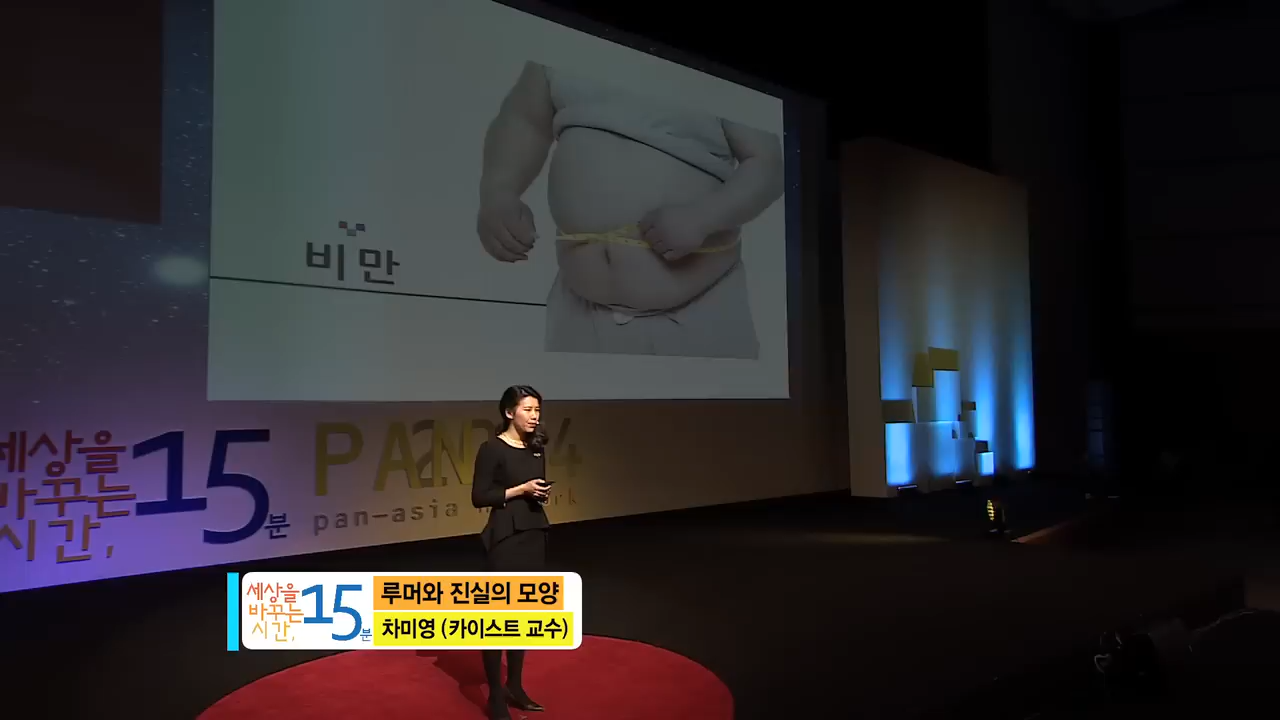 비만
세상을
바꾸는
시간,
15
분
PAN
pan-asia
세상을
바꾸는
시간,
15
분
루머와 진실의 모양
차미영 (카이스트 교수)